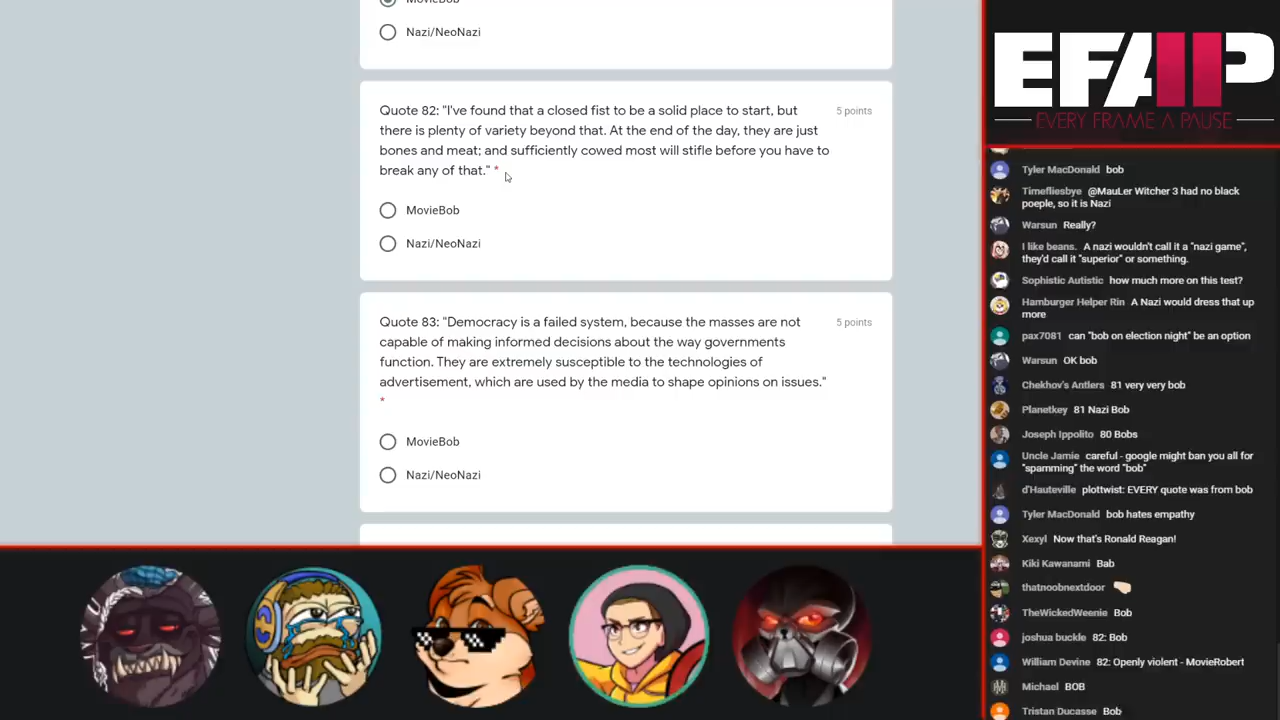 MovieBob
Nazi/NeoNazi
Quote 82: "I've found that a closed fist to be a solid place to start, but
there is plenty of variety beyond that. At the end of the day, they are just
bones and meat; and sufficiently cowed most will stifle before you have to
break any of that." *
5 points
MovieBob
Nazi/NeoNazi
Quote 83: "Democracy is a failed system, because the masses are not
capable of making informed decisions about the way governments
function. They are extremely susceptible to the technologies of
advertisement, which are used by the media to shape opinions on issues."
*
5 points
MovieBob
Nazi/NeoNazi
EFAP
EVERY FRAME A PAUSE
Tyler MacDonald bob
Timefliesbye @MauLer Witcher 3 had no black
poeple, so it is Nazi
Warsun Really?
I like beans. A nazi wouldn't call it a "nazi game",
they'd call it "superior" or something.
Sophistic Autistic how much more on this test?
Hamburger Helper Rin A Nazi would dress that up
more
pax7081 can "bob on election night" be an option
Warsun OK bob
Chekhov's Antlers 81 very very bob
Planetkey 81 Nazi Bob
Joseph Ippolito 80 Bobs
Uncle Jamie careful - google might ban you all for
"spamming" the word "bob"
d'Hauteville plottwist: EVERY quote was from bob
Tyler MacDonald bob hates empathy
Xexyl Now that's Ronald Reagan!
Kiki Kawanami Bab
thatnoobnextdoor
TheWickedWeenie Bob
joshua buckle 82: Bob
William Devine 82: Openly violent - MovieRobert
Michael BOB
Tristan Ducasse Bob